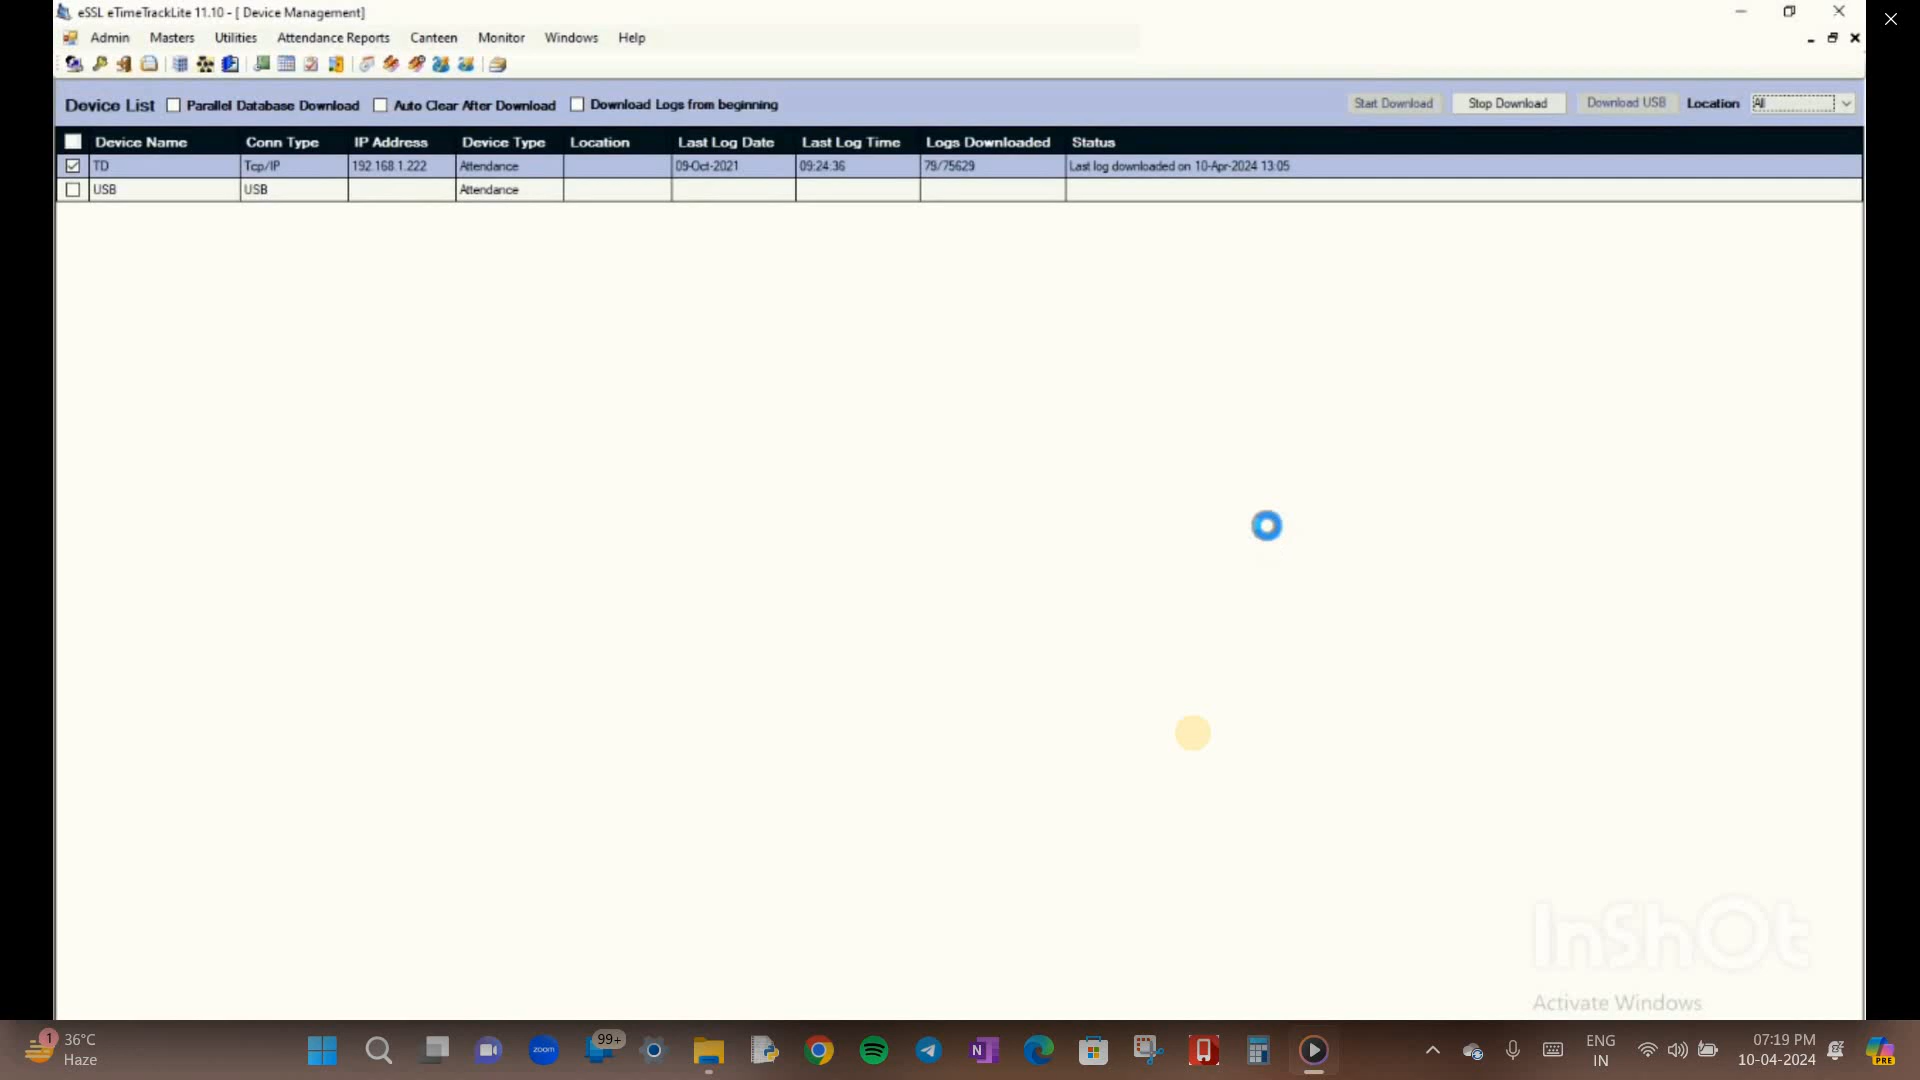 eSSL eTimeTrackLite 11.10 - [ Device Management]
Admin Masters Utilities Attendance Reports Canteen Monitor Windows Help
Device List Parallel Database Download Auto Clear After Download Download Logs from beginning Start Download Stop Download Download USB Location All
Device Name Conn Type IP Address Device Type Location Last Log Date Last Log Time Logs Downloaded Status
TD Tcp/IP 192.168.1.222 Attendance 09-Oct-2021 09:24:36 79/75629 Last log downloaded on 10-Apr-2024 13:05
USB USB Attendance
InShOt
Activate Windows
1 36°C
Haze
zoom
99+
N
ENG
IN
07:19 PM
10-04-2024
PRE